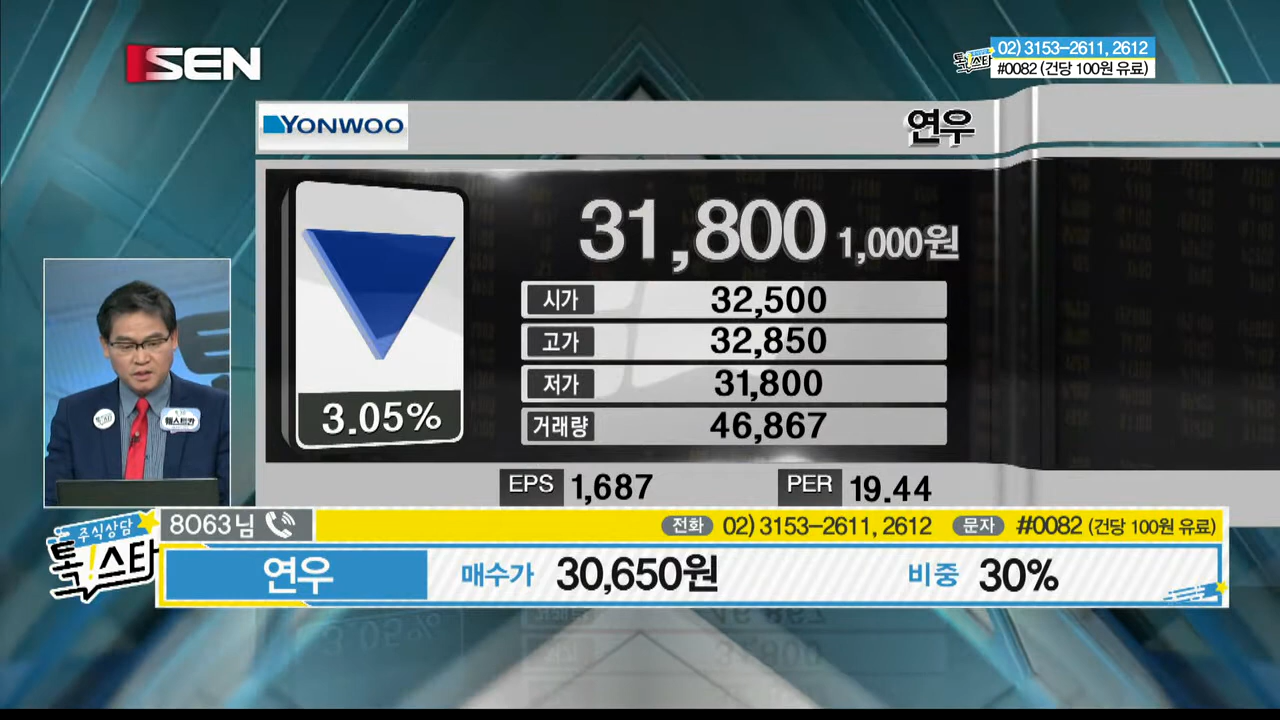 SEN
톡!스타
02) 3153-2611, 2612
#0082 (건당 100원 유료)
YONWOO
연우
31,800 1,000원
시가 32,500
고가 32,850
저가 31,800
거래량 46,867
3.05%
EPS 1,687 PER 19.44
주식상담
톡!스타
8063님 전화 02) 3153-2611, 2612 문자 #0082 (건당 100원 유료)
연우 매수가 30,650원 비중 30%